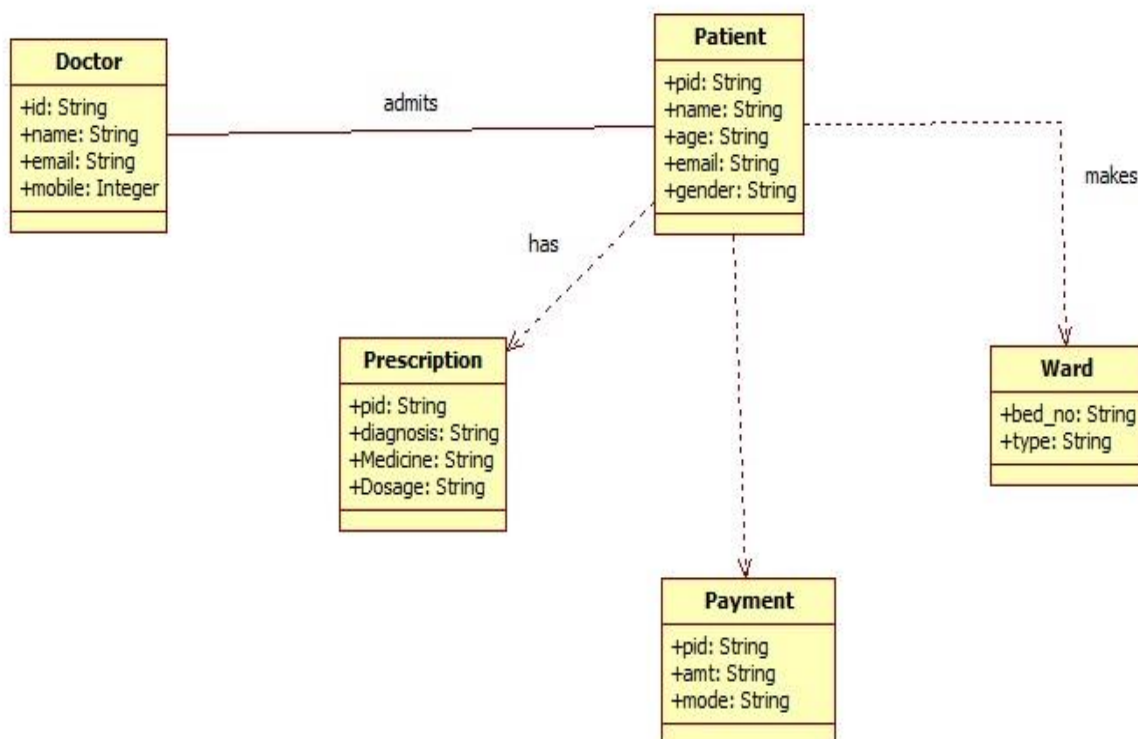 Doctor
+id: String
+name: String
+email: String
+mobile: Integer
admits
Patient
+pid: String
+name: String
+age: String
+email: String
+gender: String
makes
has
Prescription
+pid: String
+diagnosis: String
+Medicine: String
+Dosage: String
Ward
+bed_no: String
+type: String
Payment
+pid: String
+amt: String
+mode: String